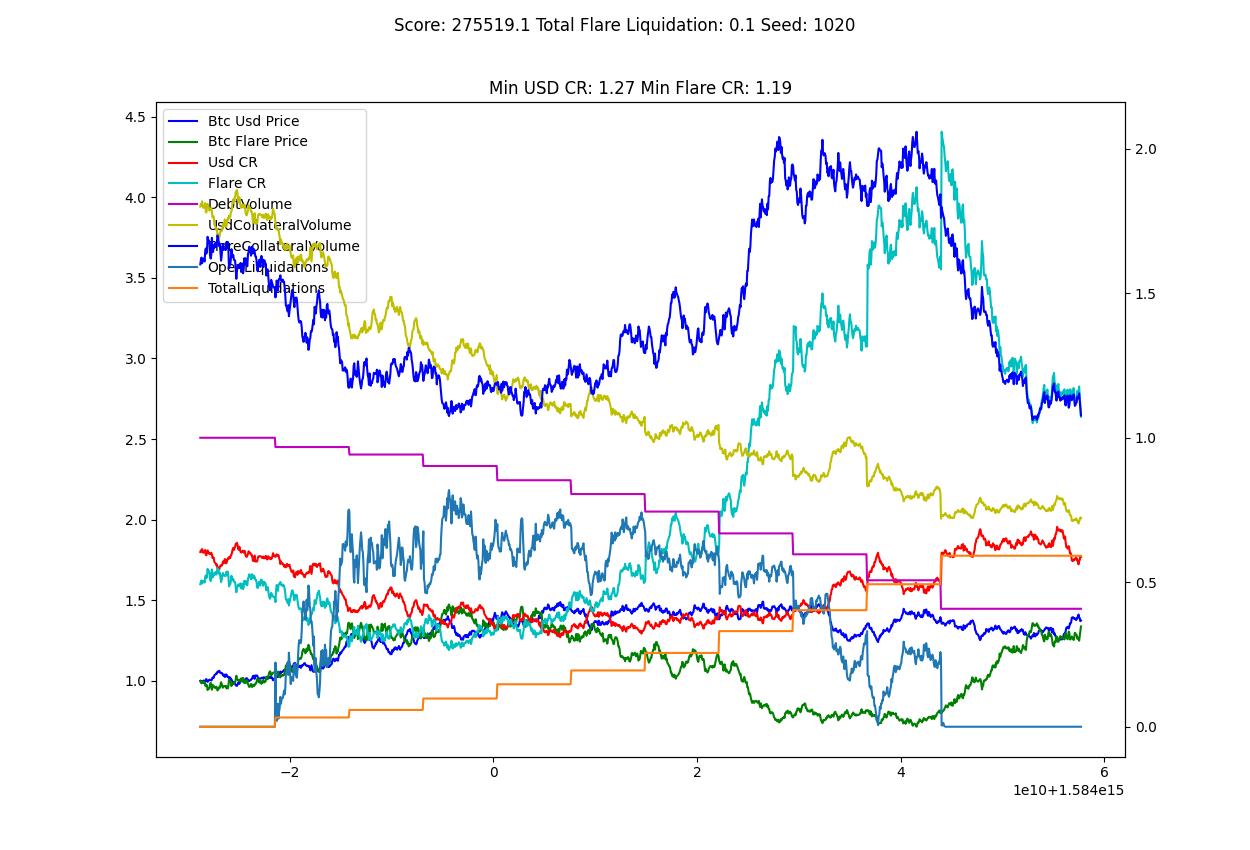 Score: 275519.1 Total Flare Liquidation: 0.1 Seed: 1020
Min USD CR: 1.27 Min Flare CR: 1.19
Btc Usd Price
Btc Flare Price
Usd CR
Flare CR
DebtVolume
UsdCollateralVolume
FlareCollateralVolume
OpenLiquidations
TotalLiquidations
4.5
4.0
3.5
3.0
2.5
2.0
1.5
1.0
2.0
1.5
1.0
0.5
0.0
−2
0
2
4
6
1e10+1.584e15